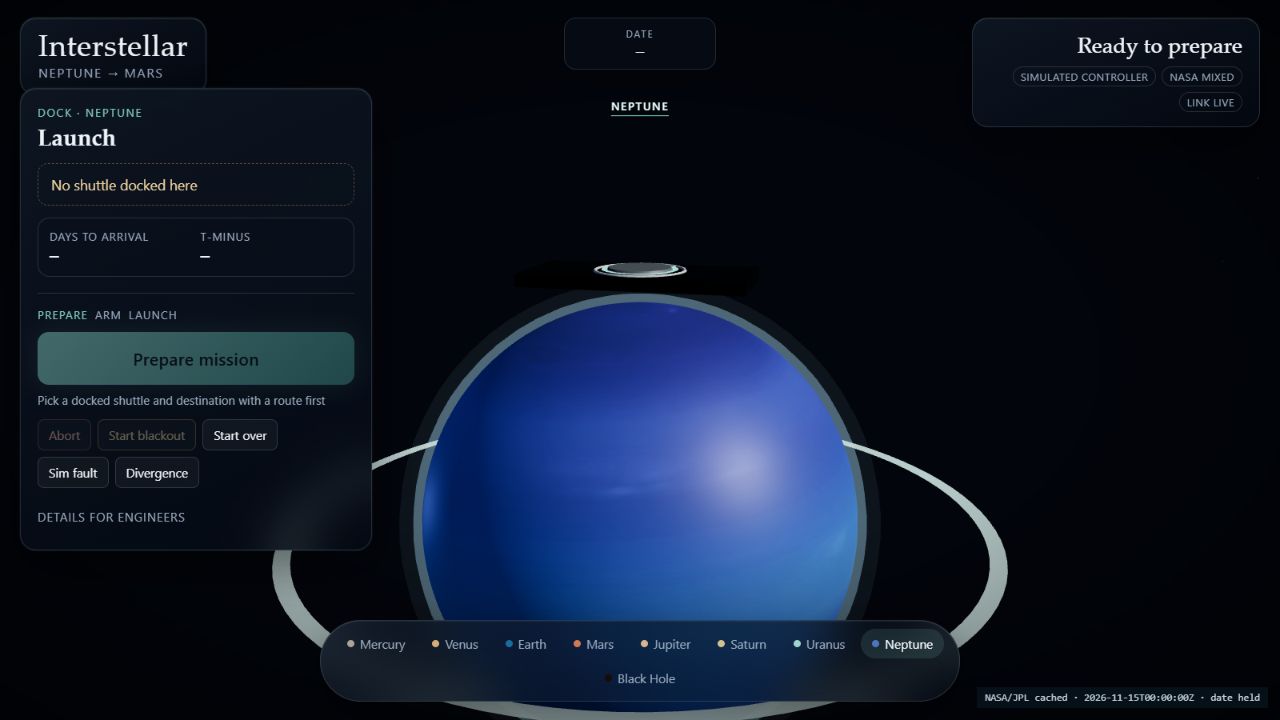 Interstellar
NEPTUNE → MARS
DATE
—
Ready to prepare
SIMULATED CONTROLLER
NASA MIXED
LINK LIVE
NEPTUNE
DOCK · NEPTUNE
Launch
No shuttle docked here
DAYS TO ARRIVAL T-MINUS
— —
PREPARE ARM LAUNCH
Prepare mission
Pick a docked shuttle and destination with a route first
Abort Start blackout Start over
Sim fault Divergence
DETAILS FOR ENGINEERS
Mercury Venus Earth Mars Jupiter Saturn Uranus Neptune
Black Hole
NASA/JPL cached · 2026-11-15T00:00:00Z · date held